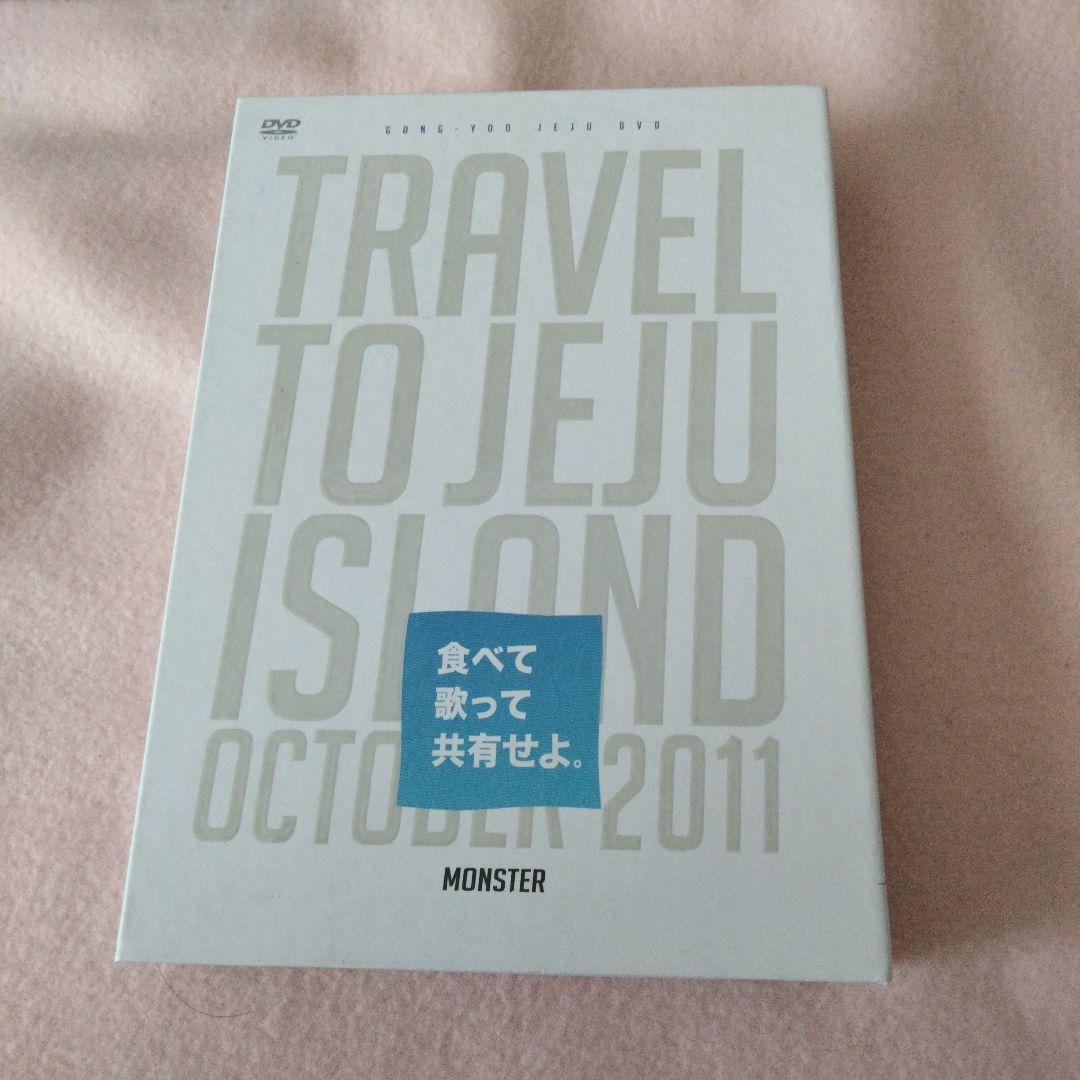 DVD
VIDEO
GONG-YOO JEJU DVD
TRAVEL
TO JEJU
ISLAND
OCTOBER 2011
食べて
歌って
共有せよ。
MONSTER